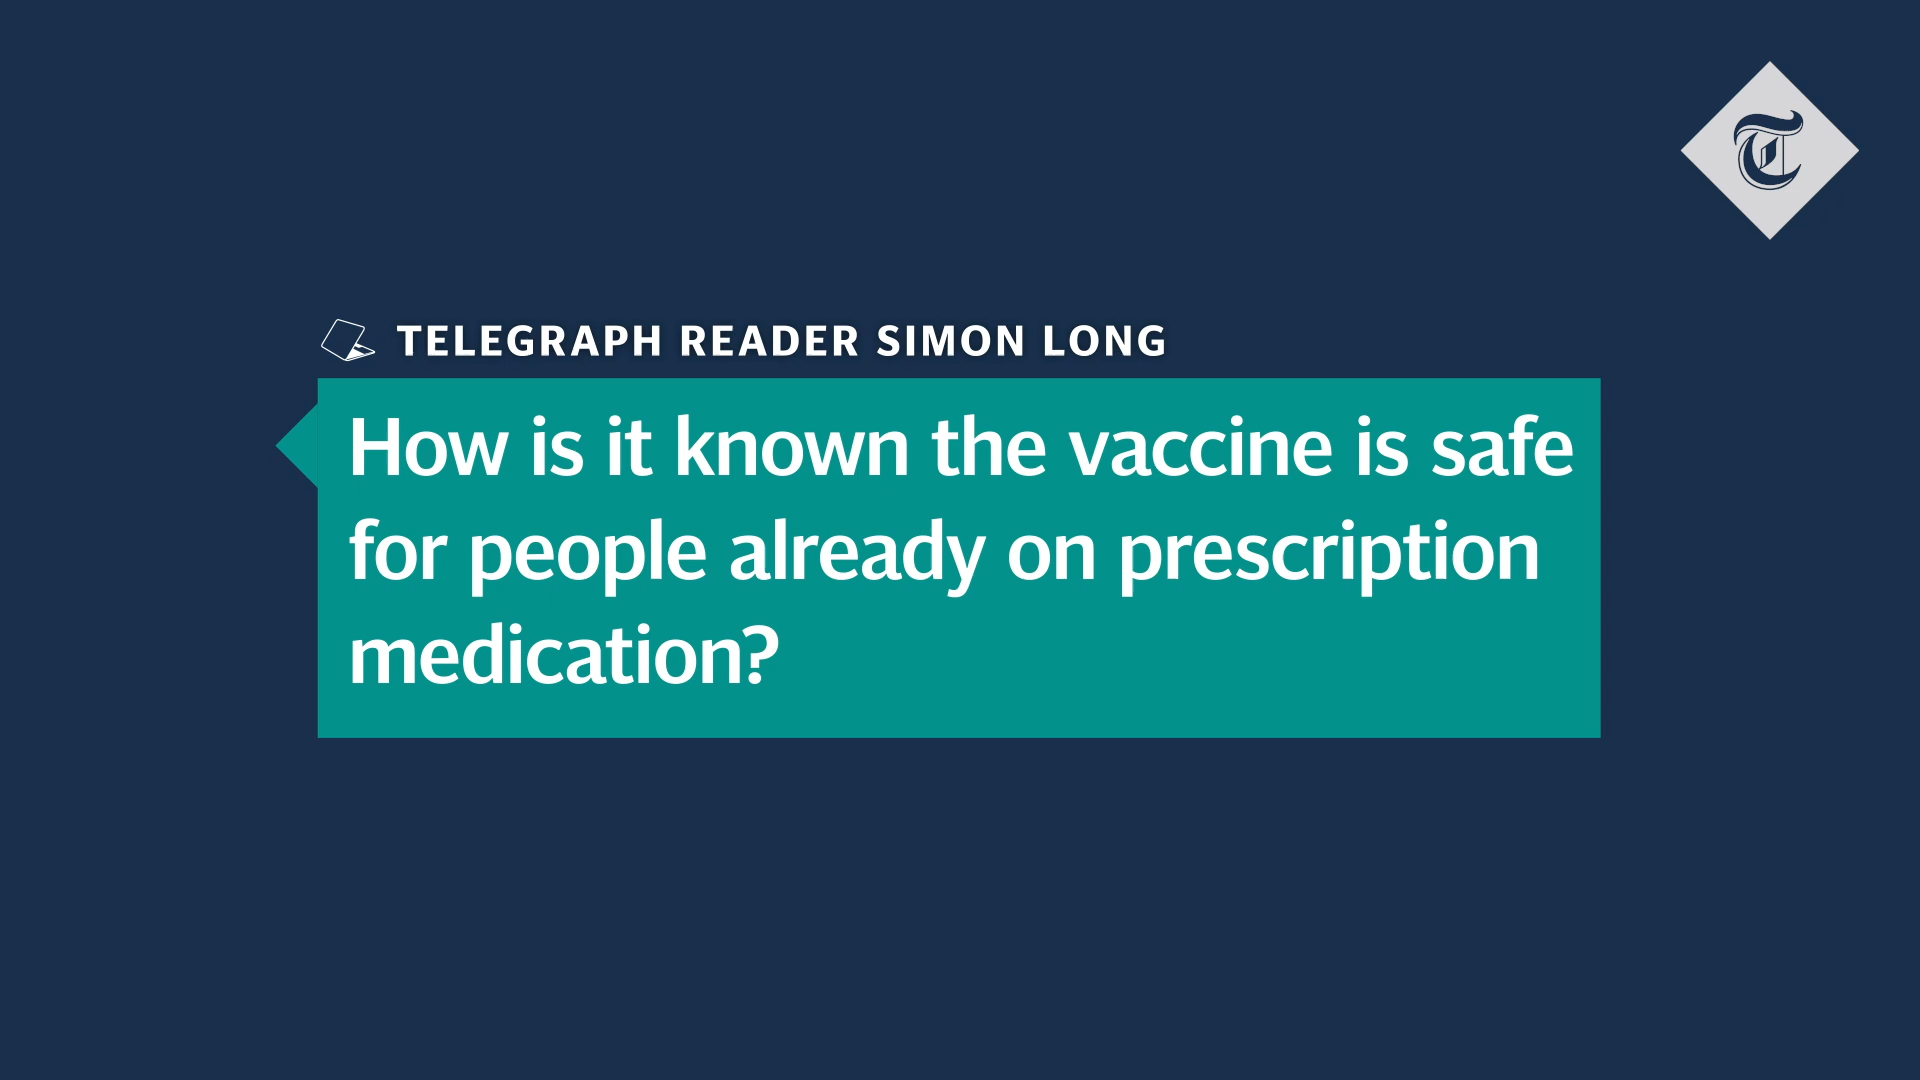 T
TELEGRAPH READER SIMON LONG
How is it known the vaccine is safe
for people already on prescription
medication?